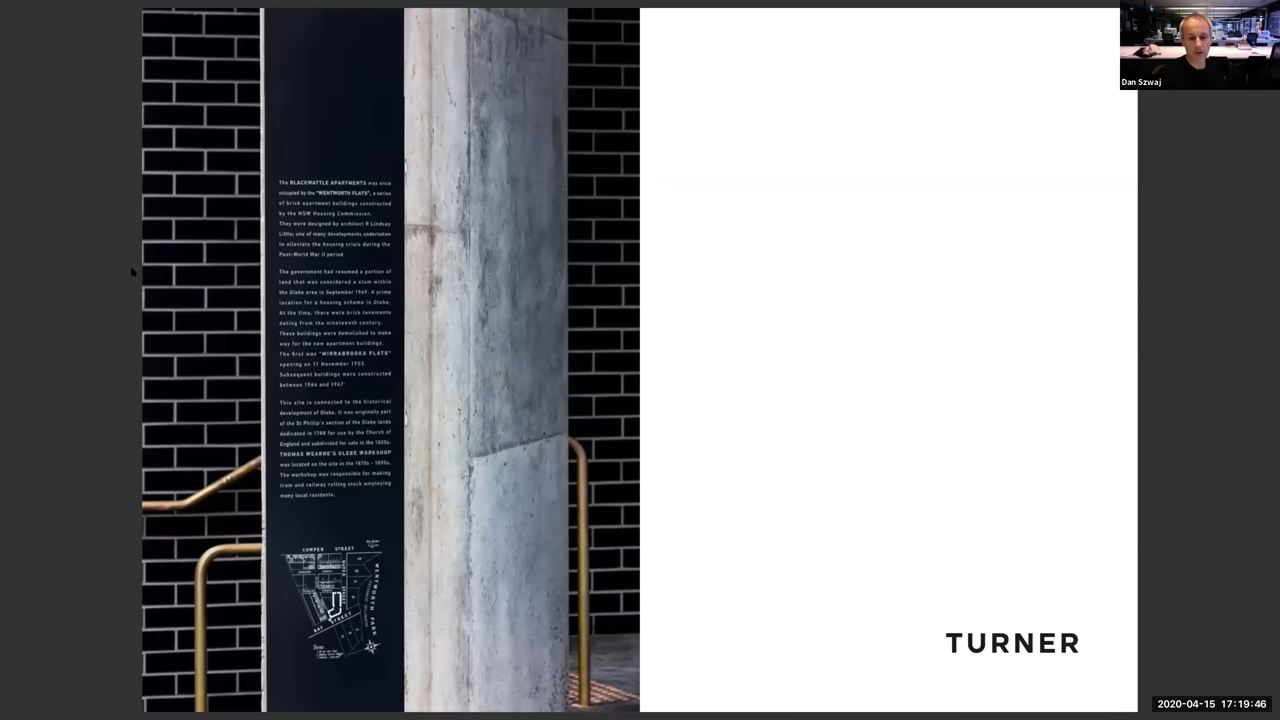 Dan Szwaj
The BLACKWATTLE APARTMENTS was once
occupied by the "WENTWORTH FLATS", a series
of brick apartment buildings constructed
by the NSW Housing Commission.
They were designed by architect R Lindsay
Little; one of many developments undertaken
to alleviate the housing crisis during the
Post-World War II period.
The government had resumed a portion of
land that was considered a slum within
the Glebe area in September 1949. A prime
location for a housing scheme in Glebe.
At the time, there were brick tenements
dating from the nineteenth century.
These buildings were demolished to make
way for the new apartment buildings.
The first was "MIRRABROOKA FLATS"
opening on 11 November 1953.
Subsequent buildings were constructed
between 1964 and 1967'
This site is connected to the historical
development of Glebe. It was originally part
of the St Phillip's section of the Glebe lands
dedicated in 1788 for use by the Church of
England and subdivided for sale in the 1820s.
THOMAS WEARNE'S GLEBE WORKSHOP
was located on the site in the 1870s - 1890s.
The workshop was responsible for making
tram and railway rolling stock employing
many local residents.
COWPER STREET
STREET
WENTWORTH PARK
BAY STREET
TURNER
2020-04-15 17:19:46